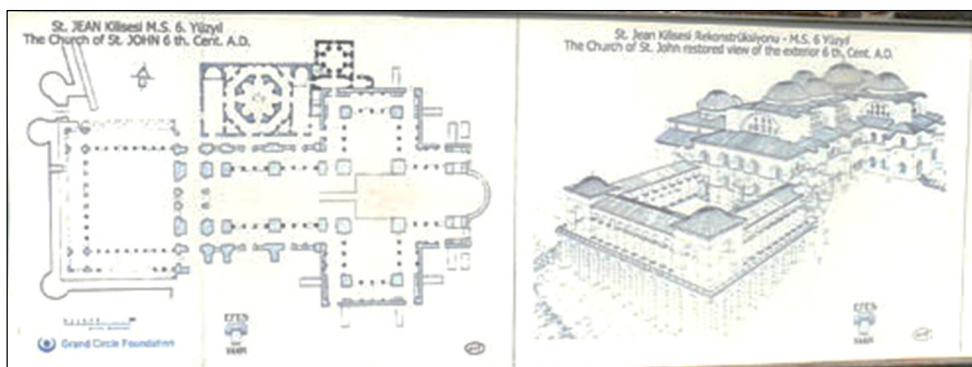 St. JEAN Kilisesi M.S. 6. Yüzyıl
The Church of St. JOHN 6 th. Cent. A.D.
Grand Circle Foundation
EFES
St. Jean Kilisesi Rekonstrüksiyonu - M.S. 6 Yüzyıl
The Church of St. John restored view of the exterior 6 th. Cent. A.D.
EFES